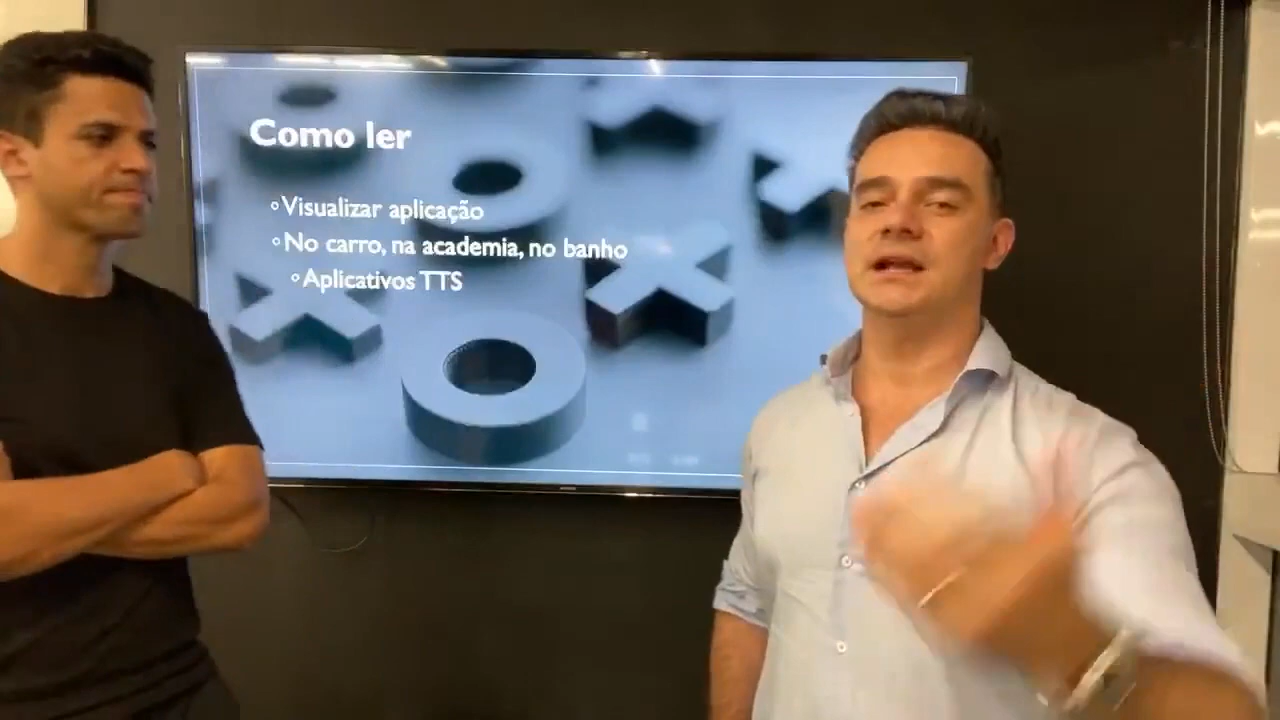 Como ler
◦Visualizar aplicação
◦No carro, na academia, no banho
◦Aplicativos TTS